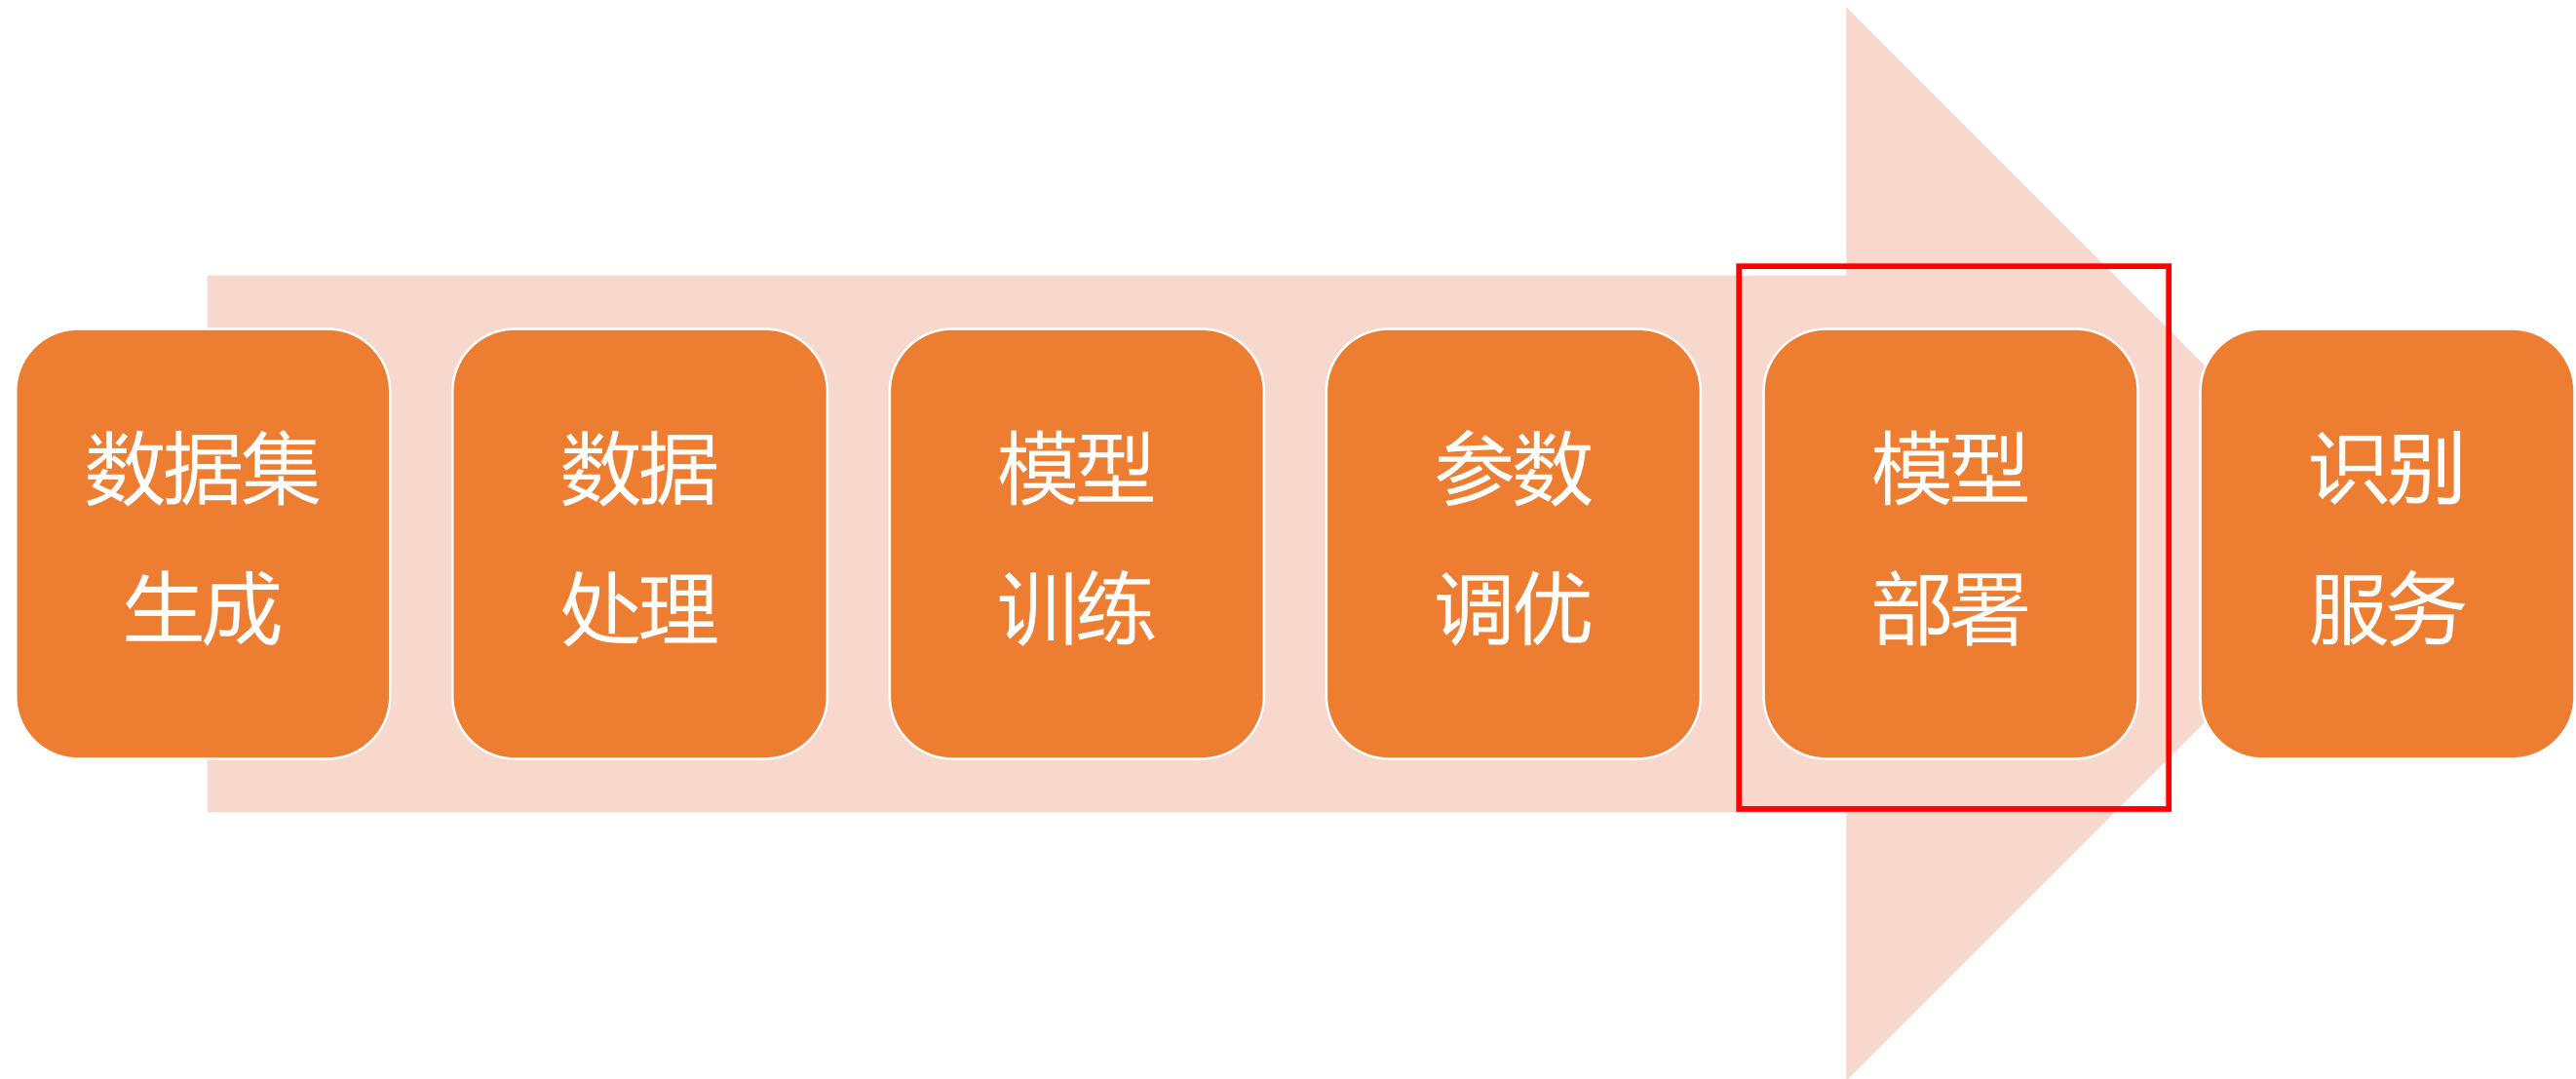 数据集
生成
数据
处理
模型
训练
参数
调优
模型
部署
识别
服务